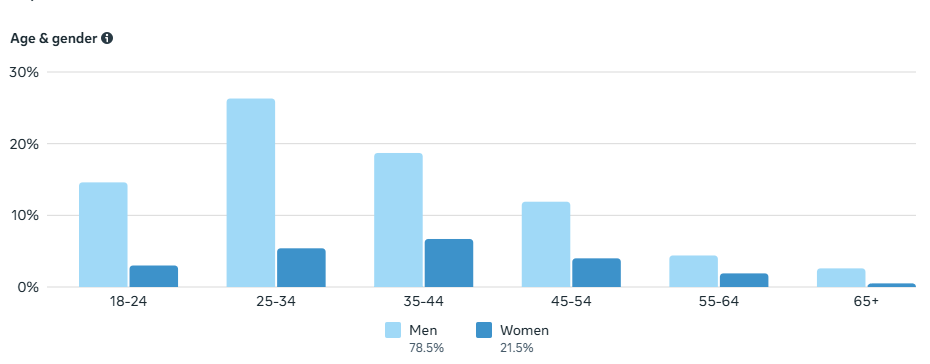 Age & gender
30%
20%
10%
0%
18-24 25-34 35-44 45-54 55-64 65+
Men Women
78.5% 21.5%